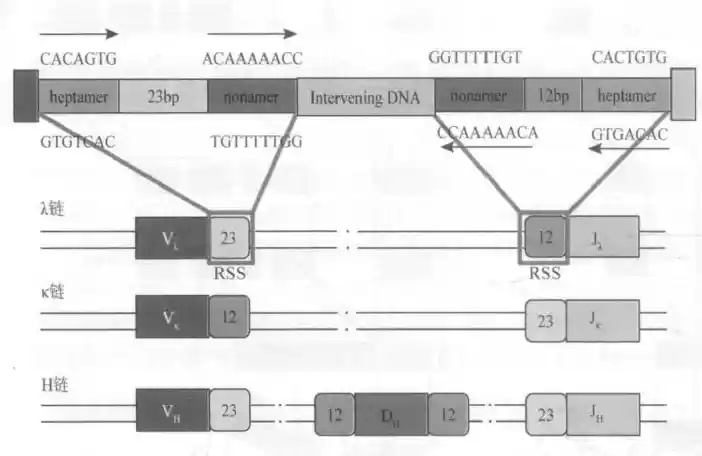 CACAGTG ACAAAAACC GGTTTTTGT CACTGTG
heptamer 23bp nonamer Intervening DNA nonamer 12bp heptamer
GTGTCAC TGTTTTTGG CCAAAAACA GTGACAC
λ链
V_L 23 12 J_λ
RSS RSS
κ链
V_κ 12 23 J_κ
H链
V_H 23 12 D_H 12 23 J_H